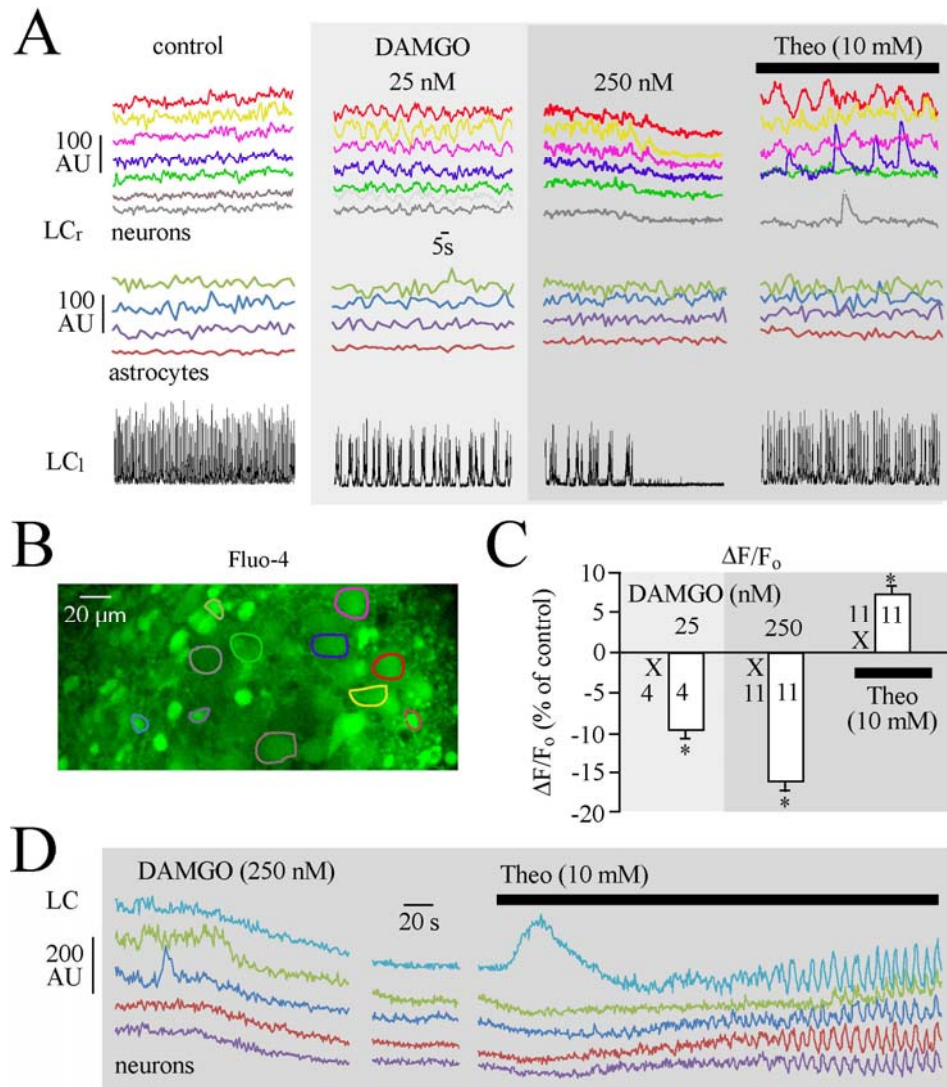 A
control
DAMGO
25 nM
250 nM
Theo (10 mM)
100
AU
LCr
neurons
5s
100
AU
astrocytes
LCl
B
Fluo-4
20 µm
C
ΔF/Fo
ΔF/Fo (% of control)
10
5
0
-5
-10
-15
-20
DAMGO (nM)
25
250
X
4
4
*
X
11
11
*
11
X
11
*
Theo
(10 mM)
D
DAMGO (250 nM)
Theo (10 mM)
LC
20 s
200
AU
neurons